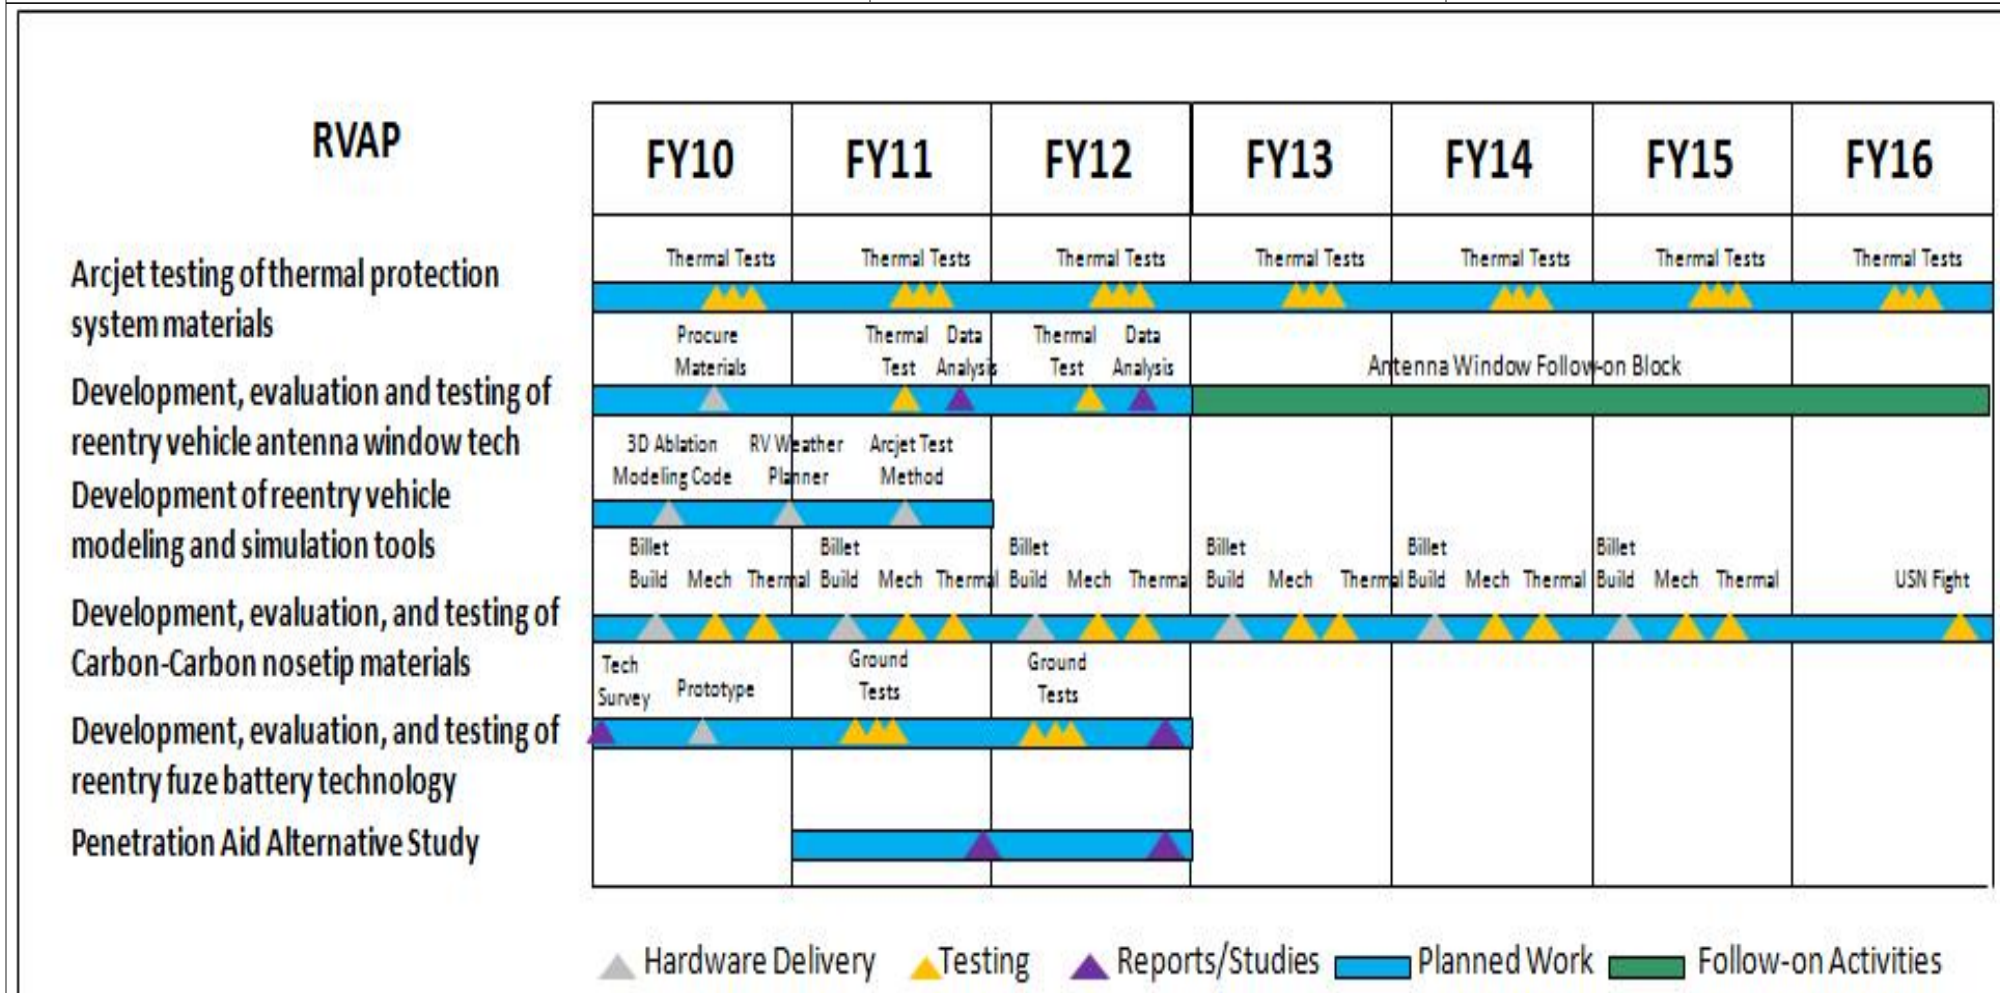 RVAP
FY10 FY11 FY12 FY13 FY14 FY15 FY16
Arcjet testing of thermal protection
system materials
Thermal Tests Thermal Tests Thermal Tests Thermal Tests Thermal Tests Thermal Tests Thermal Tests
Development, evaluation and testing of
reentry vehicle antenna window tech
Procure
Materials
Thermal
Test
Data
Analysis
Thermal
Test
Data
Analysis
Antenna Window Follow-on Block
Development of reentry vehicle
modeling and simulation tools
3D Ablation
Modeling Code
RV Weather
Planner
Arcjet Test
Method
Development, evaluation, and testing of
Carbon-Carbon nosetip materials
Billet Billet Billet Billet Billet Billet
Build Mech Thermal Build Mech Thermal Build Mech Thermal Build Mech Thermal Build Mech Thermal Build Mech Thermal USN Fight
Development, evaluation, and testing of
reentry fuze battery technology
Tech
Survey
Prototype
Ground
Tests
Ground
Tests
Penetration Aid Alternative Study
Hardware Delivery Testing Reports/Studies Planned Work Follow-on Activities